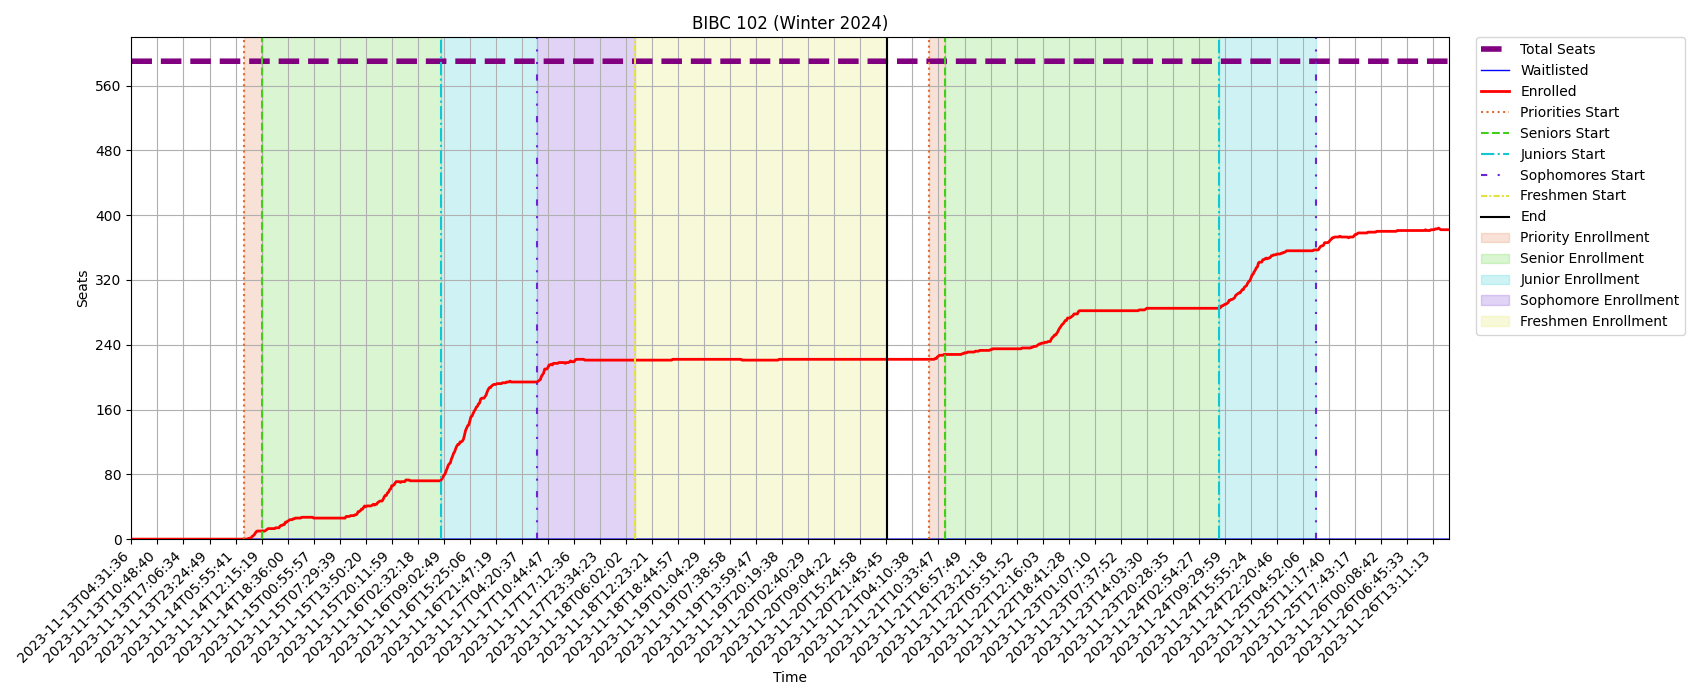 BIBC 102 (Winter 2024)
Total Seats
Waitlisted
Enrolled
Priorities Start
Seniors Start
Juniors Start
Sophomores Start
Freshmen Start
End
Priority Enrollment
Senior Enrollment
Junior Enrollment
Sophomore Enrollment
Freshmen Enrollment
Seats
560
480
400
320
240
160
80
0
2023-11-13T04:31:36
2023-11-13T10:48:40
2023-11-13T17:06:34
2023-11-13T23:24:49
2023-11-14T05:55:41
2023-11-14T12:15:19
2023-11-14T18:36:00
2023-11-15T00:55:57
2023-11-15T07:29:39
2023-11-15T13:50:20
2023-11-15T20:11:59
2023-11-16T02:32:18
2023-11-16T09:02:49
2023-11-16T15:25:06
2023-11-16T21:47:19
2023-11-17T04:20:37
2023-11-17T10:44:47
2023-11-17T17:12:36
2023-11-17T23:34:23
2023-11-18T06:02:02
2023-11-18T12:23:21
2023-11-18T18:44:57
2023-11-19T01:04:29
2023-11-19T07:38:58
2023-11-19T13:59:47
2023-11-19T20:19:38
2023-11-20T02:40:29
2023-11-20T09:04:22
2023-11-20T15:24:58
2023-11-20T21:45:45
2023-11-21T04:10:38
2023-11-21T10:33:47
2023-11-21T16:57:49
2023-11-21T23:21:18
2023-11-22T05:51:52
2023-11-22T12:16:03
2023-11-22T18:41:28
2023-11-23T01:07:10
2023-11-23T07:37:52
2023-11-23T14:03:30
2023-11-23T20:28:35
2023-11-24T02:54:27
2023-11-24T09:29:59
2023-11-24T15:55:24
2023-11-24T22:20:46
2023-11-25T04:52:06
2023-11-25T11:17:40
2023-11-25T17:43:17
2023-11-26T00:08:42
2023-11-26T06:45:33
2023-11-26T13:11:13
Time